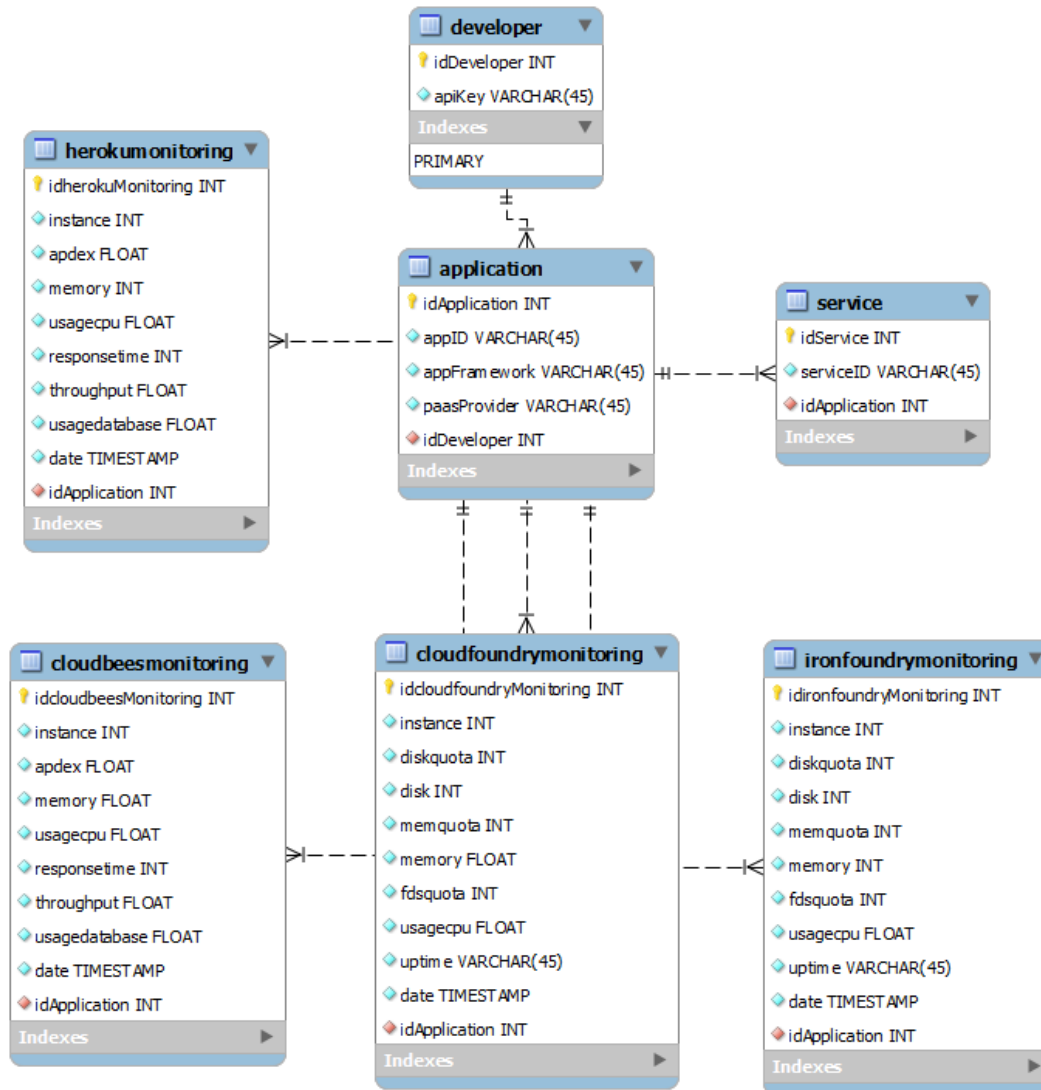 developer
idDeveloper INT
apiKey VARCHAR(45)
Indexes
PRIMARY
herokumonitoring
idherokuMonitoring INT
instance INT
apdex FLOAT
memory INT
usagecpu FLOAT
responsetime INT
throughput FLOAT
usagedatabase FLOAT
date TIMESTAMP
idApplication INT
Indexes
application
idApplication INT
appID VARCHAR(45)
appFramework VARCHAR(45)
paasProvider VARCHAR(45)
idDeveloper INT
Indexes
service
idService INT
serviceID VARCHAR(45)
idApplication INT
Indexes
cloudbeesmonitoring
idcloudbeesMonitoring INT
instance INT
apdex FLOAT
memory FLOAT
usagecpu FLOAT
responsetime INT
throughput FLOAT
usagedatabase FLOAT
date TIMESTAMP
idApplication INT
Indexes
cloudfoundrymonitoring
idcloudfoundryMonitoring INT
instance INT
diskquota INT
disk INT
memquota INT
memory FLOAT
fdsquota INT
usagecpu FLOAT
uptime VARCHAR(45)
date TIMESTAMP
idApplication INT
Indexes
ironfoundrymonitoring
idironfoundryMonitoring INT
instance INT
diskquota INT
disk INT
memquota INT
memory INT
fdsquota INT
usagecpu FLOAT
uptime VARCHAR(45)
date TIMESTAMP
idApplication INT
Indexes